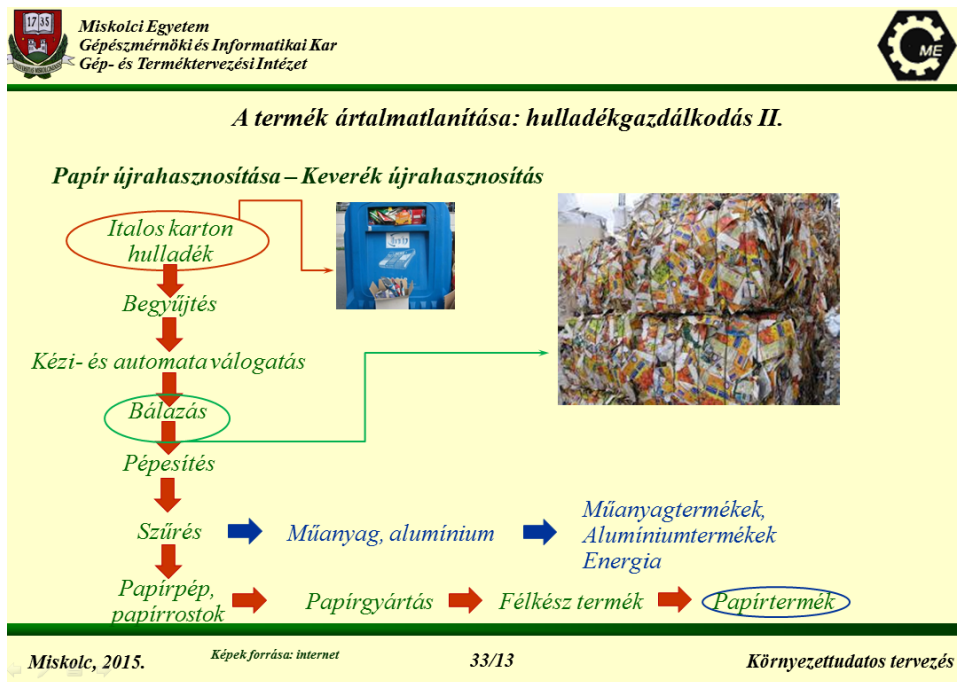 17 35
Miskolci Egyetem
Gépészmérnöki és Informatikai Kar
Gép- és Terméktervezési Intézet
ME
A termék ártalmatlanítása: hulladékgazdálkodás II.
Papír újrahasznosítása – Keverék újrahasznosítás
Italos karton
hulladék
Begyűjtés
Kézi- és automata válogatás
Bálázás
Pépesítés
Szűrés
Műanyag, alumínium
Műanyagtermékek,
Alumíniumtermékek
Energia
Papírpép,
papírrostok
Papírgyártás
Félkész termék
Papírtermék
Miskolc, 2015.
Képek forrása: internet
33/13
Környezettudatos tervezés